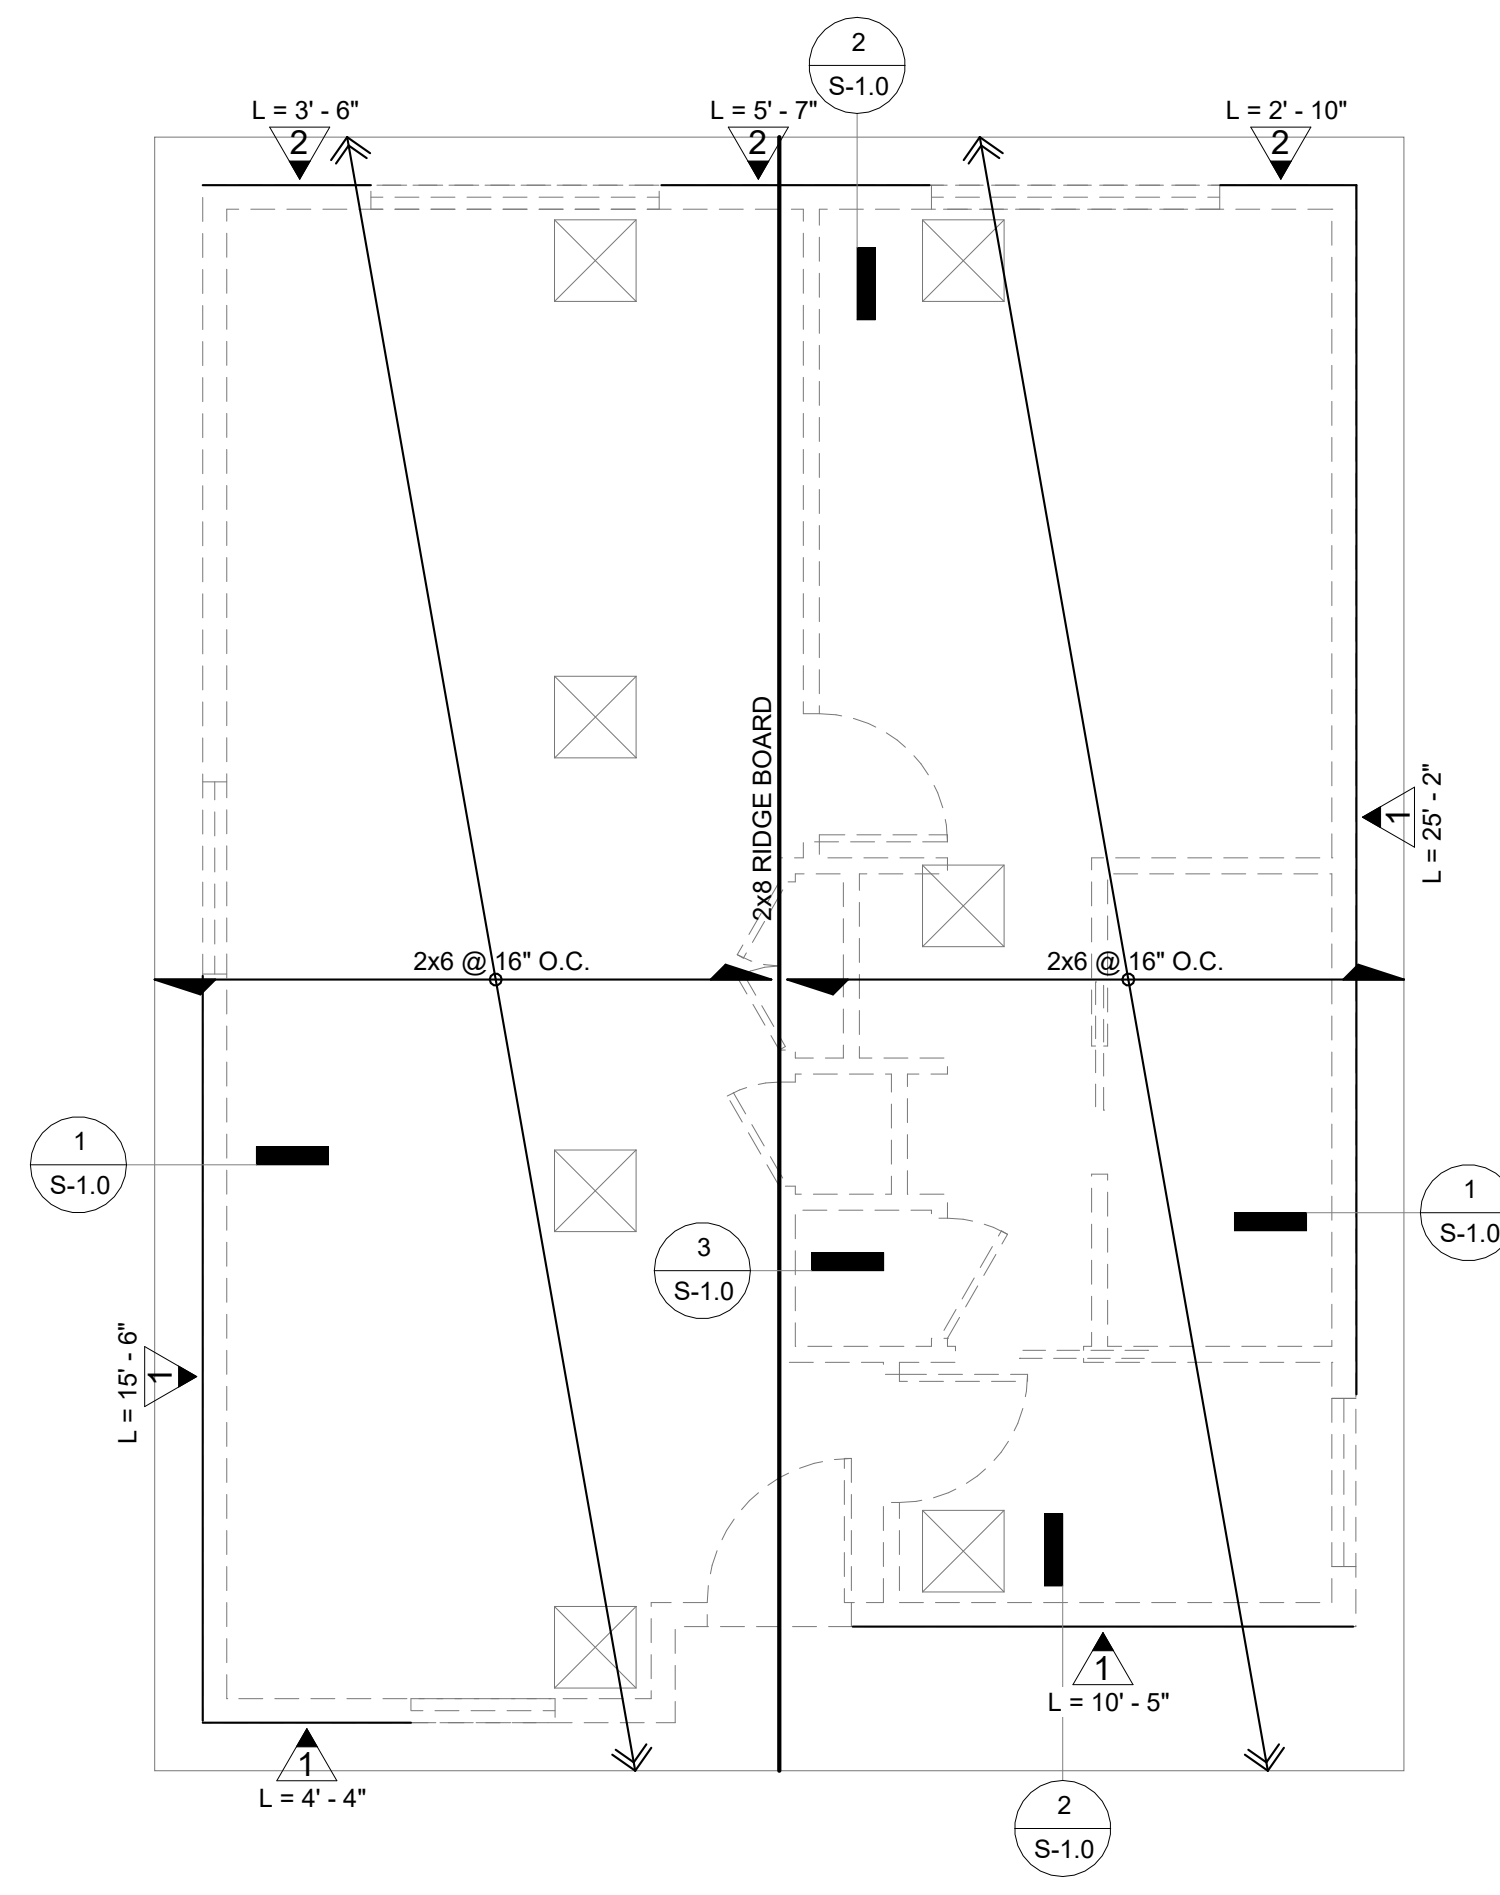 2
S-1.0
L = 3' - 6"
2
L = 5' - 7"
2
L = 2' - 10"
2
2x8 RIDGE BOARD
1
L = 25' - 2"
2x6 @ 16" O.C.
2x6 @ 16" O.C.
1
S-1.0
1
S-1.0
3
S-1.0
L = 15' - 6"
1
1
L = 10' - 5"
1
L = 4' - 4"
2
S-1.0